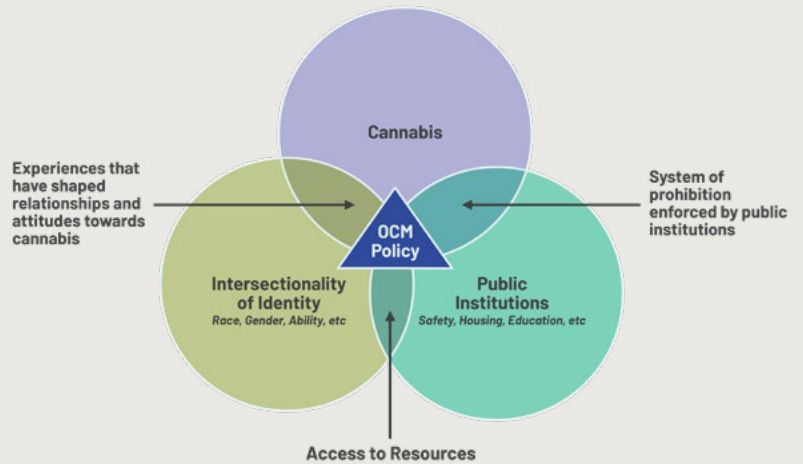 Cannabis
Experiences that
have shaped
relationships and
attitudes towards
cannabis
System of
prohibition
enforced by public
institutions
OCM
Policy
Intersectionality
of Identity
Race, Gender, Ability, etc
Public
Institutions
Safety, Housing, Education, etc
Access to Resources